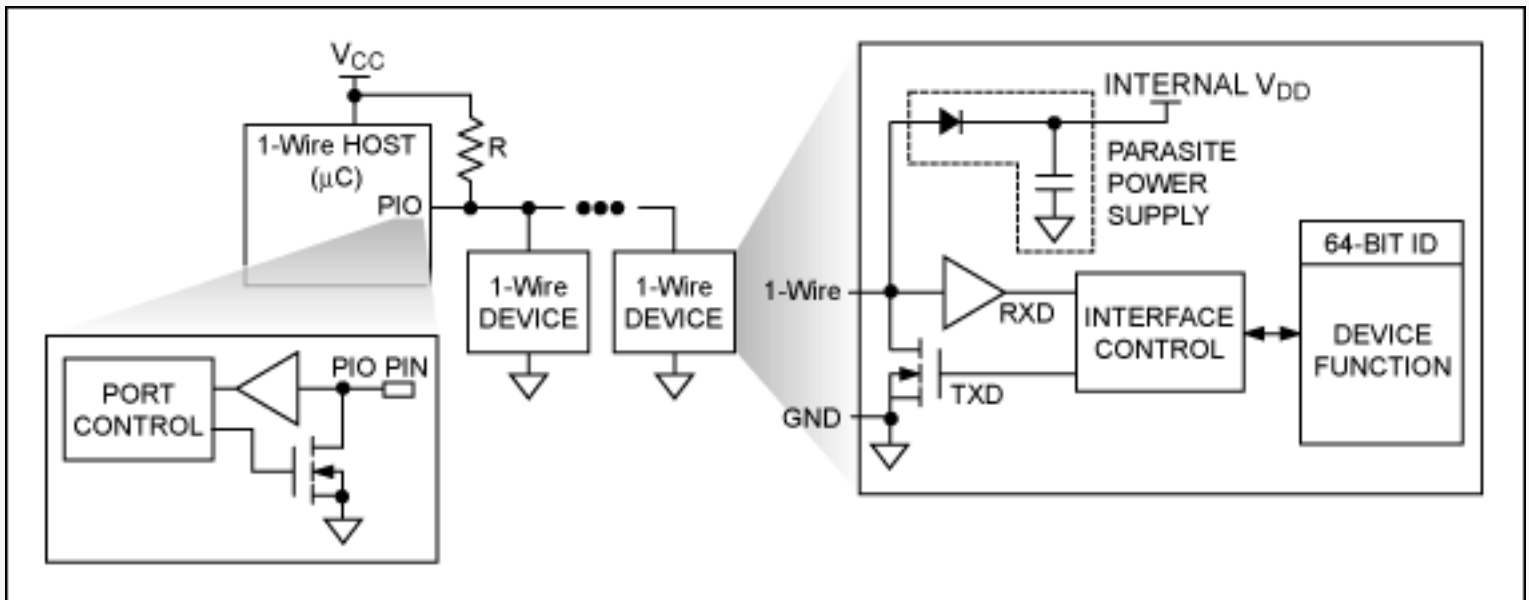 VCC
1-Wire HOST
(µC)
PIO
R
1-Wire
DEVICE
1-Wire
DEVICE
PORT
CONTROL
PIO PIN
INTERNAL VDD
PARASITE
POWER
SUPPLY
1-Wire
RXD
TXD
GND
INTERFACE
CONTROL
64-BIT ID
DEVICE
FUNCTION